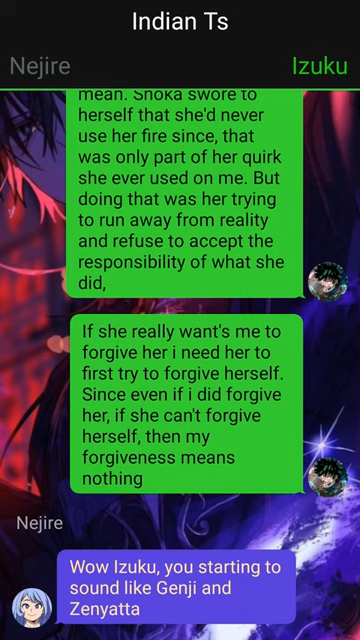 Indian Ts
Nejire
Izuku
mean. Shoka swore to
herself that she'd never
use her fire since, that
was only part of her quirk
she ever used on me. But
doing that was her trying
to run away from reality
and refuse to accept the
responsibility of what she
did,
If she really want's me to
forgive her i need her to
first try to forgive herself.
Since even if i did forgive
her, if she can't forgive
herself, then my
forgiveness means
nothing
Nejire
Wow Izuku, you starting to
sound like Genji and
Zenyatta